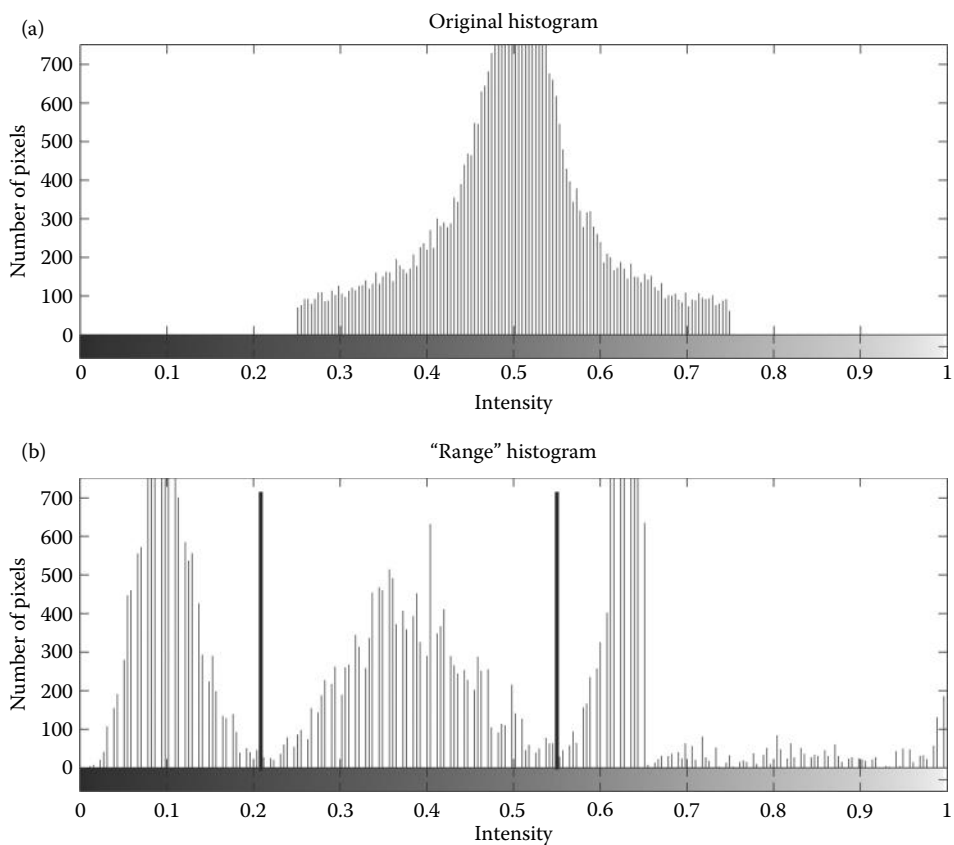 (a)
Original histogram
Number of pixels
700
600
500
400
300
200
100
0
0 0.1 0.2 0.3 0.4 0.5 0.6 0.7 0.8 0.9 1
Intensity
(b)
“Range” histogram
Number of pixels
700
600
500
400
300
200
100
0
0 0.1 0.2 0.3 0.4 0.5 0.6 0.7 0.8 0.9 1
Intensity